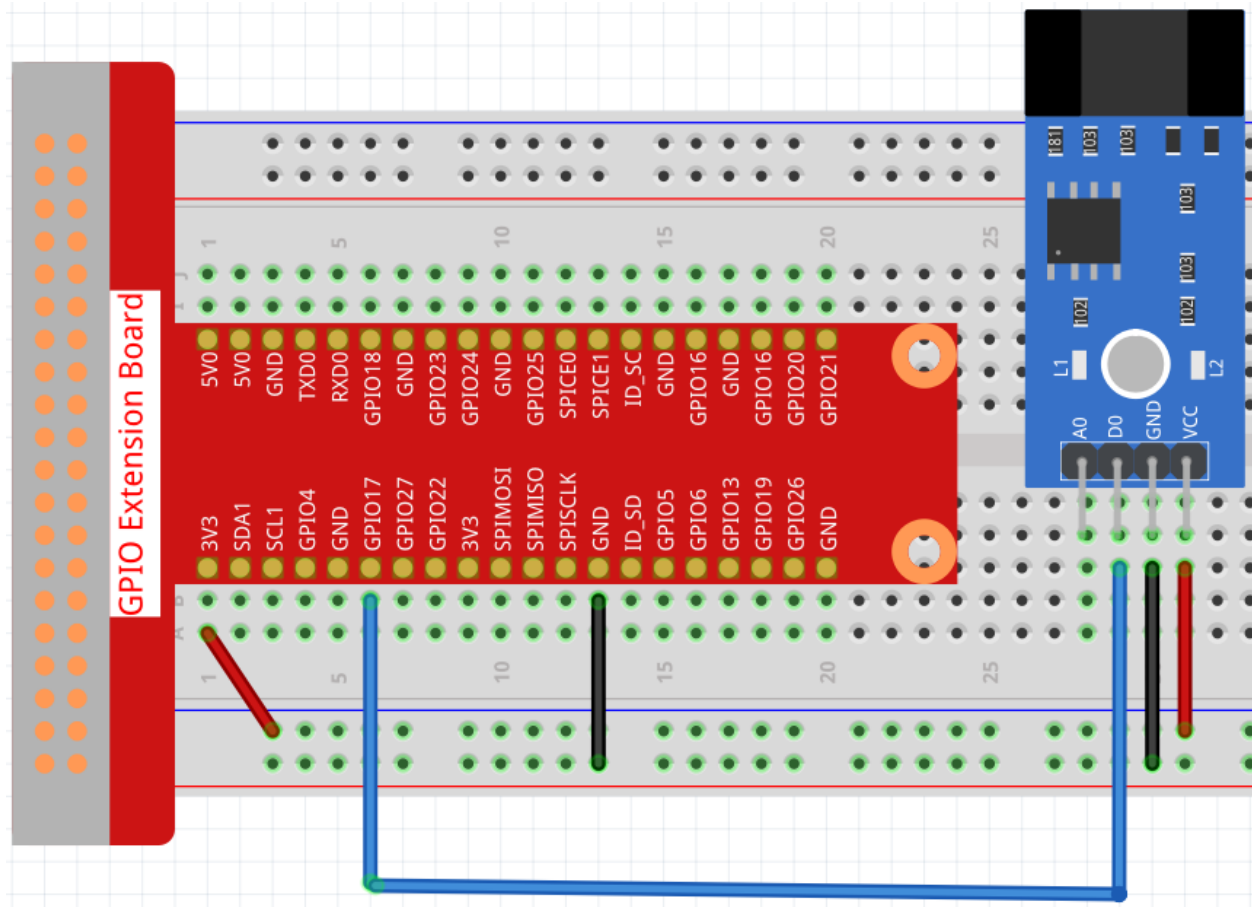 GPIO Extension Board
1
5
10
15
20
25
J
I
5V0
5V0
GND
TXD0
RXD0
GPIO18
GND
GPIO23
GPIO24
GND
GPIO25
SPICE0
SPICE1
ID_SC
GND
GPIO16
GND
GPIO16
GPIO20
GPIO21
3V3
SDA1
SCL1
GPIO4
GND
GPIO17
GPIO27
GPIO22
3V3
SPIMOSI
SPIMISO
SPISCLK
GND
ID_SD
GPIO5
GPIO6
GPIO13
GPIO19
GPIO26
GND
B
A
1
5
10
15
20
25
181
103
103
103
103
102
102
L1
L2
A0
D0
GND
VCC